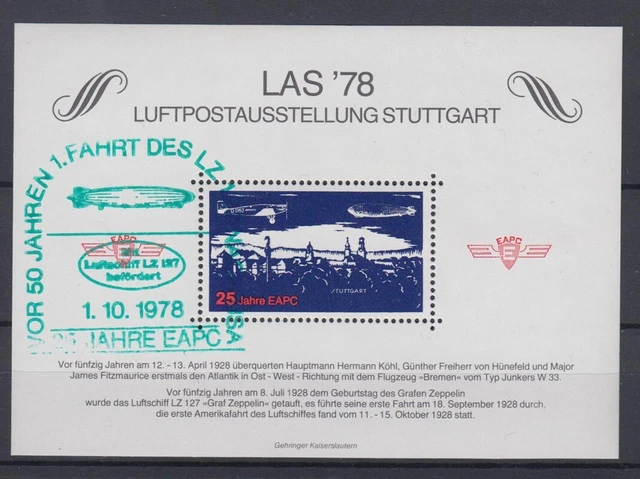 LAS '78
LUFTPOSTAUSSTELLUNG STUTTGART
VOR 50 JAHREN 1. FAHRT DES LZ
EAPC
Luftschiff LZ 127
befördert
1.10.1978
25 JAHRE EAPC
D 1167
STUTTGART
25 Jahre EAPC
EAPC
E
Vor fünfzig Jahren am 12. - 13. April 1928 überquerten Hauptmann Hermann Köhl, Günther Freiherr von Hünefeld und Major
James Fitzmaurice erstmals den Atlantik in Ost - West - Richtung mit dem Flugzeug »Bremen« vom Typ Junkers W 33.
Vor fünfzig Jahren am 8. Juli 1928 dem Geburtstag des Grafen Zeppelin
wurde das Luftschiff LZ 127 »Graf Zeppelin« getauft, es führte seine erste Fahrt am 18. September 1928 durch.
die erste Amerikafahrt des Luftschiffes fand vom 11. - 15. Oktober 1928 statt.
Gehringer Kaiserslautern